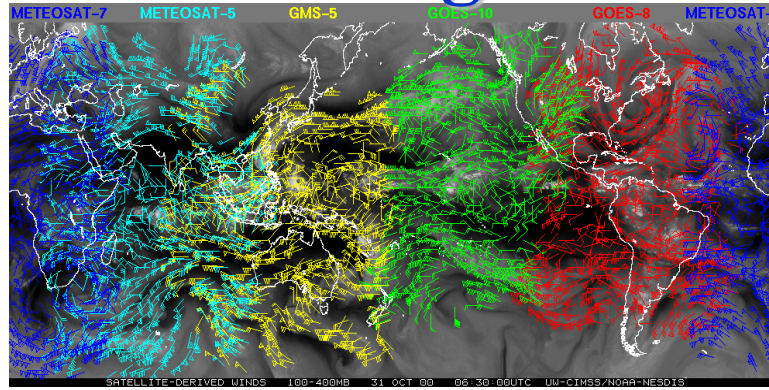 METEOSAT-7 METEOSAT-5 GMS-5 GOES-10 GOES-8 METEOSAT-
SATELLITE-DERIVED WINDS 100-400MB 31 OCT 00 06:30:00UTC UW-CIMSS/NOAA-NESDIS